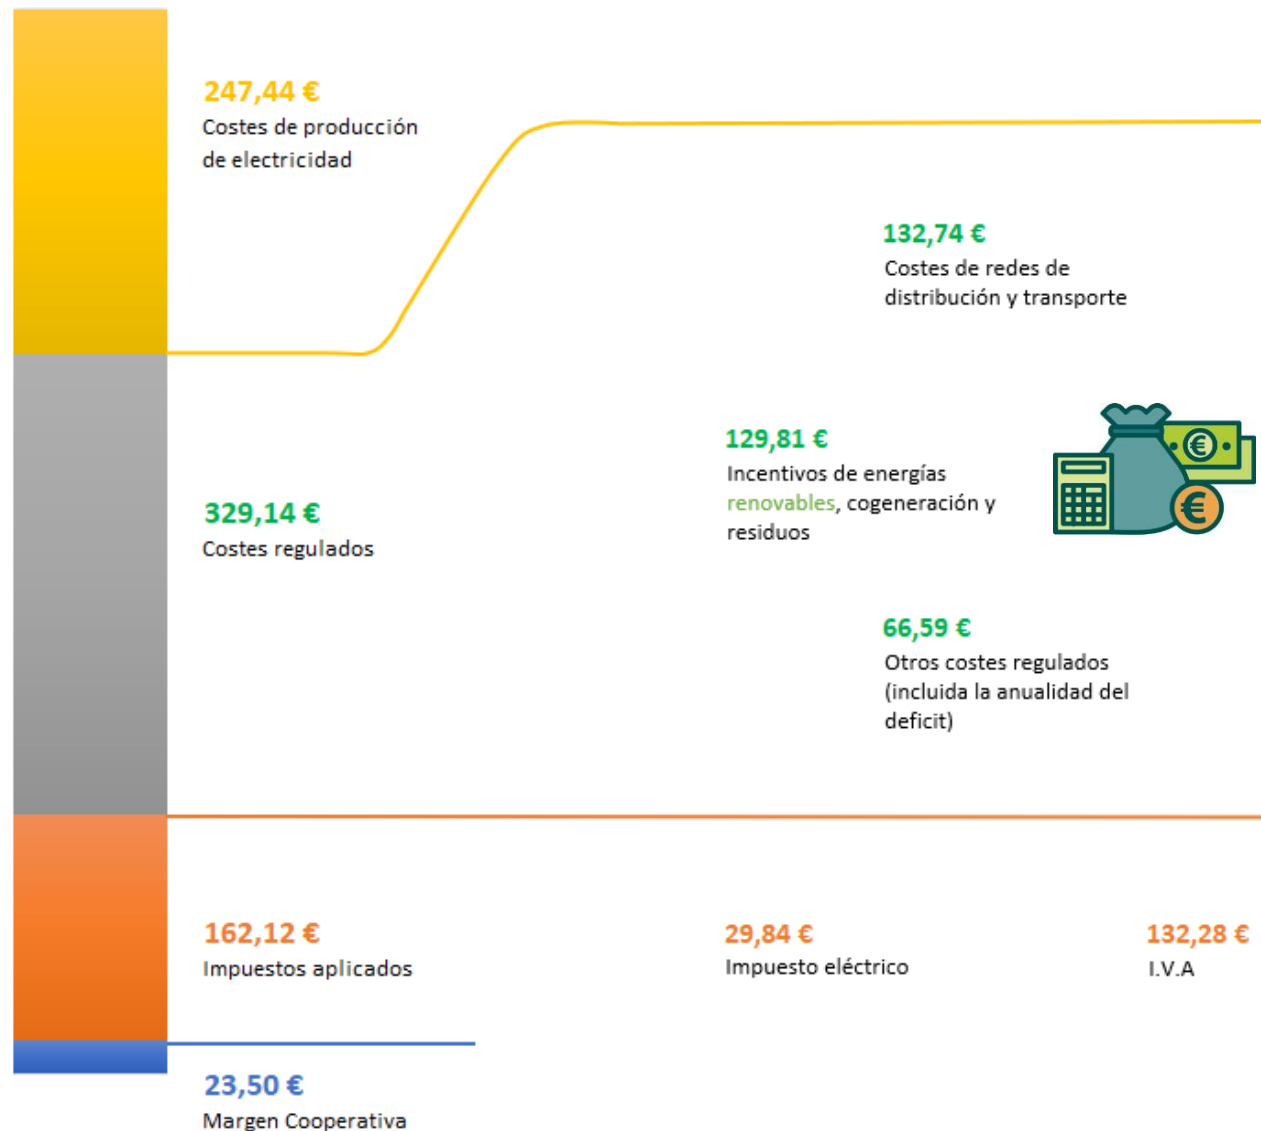 247,44 €
Costes de producción
de electricidad
132,74 €
Costes de redes de
distribución y transporte
129,81 €
Incentivos de energías
renovables, cogeneración y
residuos
329,14 €
Costes regulados
66,59 €
Otros costes regulados
(incluida la anualidad del
deficit)
162,12 €
Impuestos aplicados
29,84 €
Impuesto eléctrico
132,28 €
I.V.A
23,50 €
Margen Cooperativa